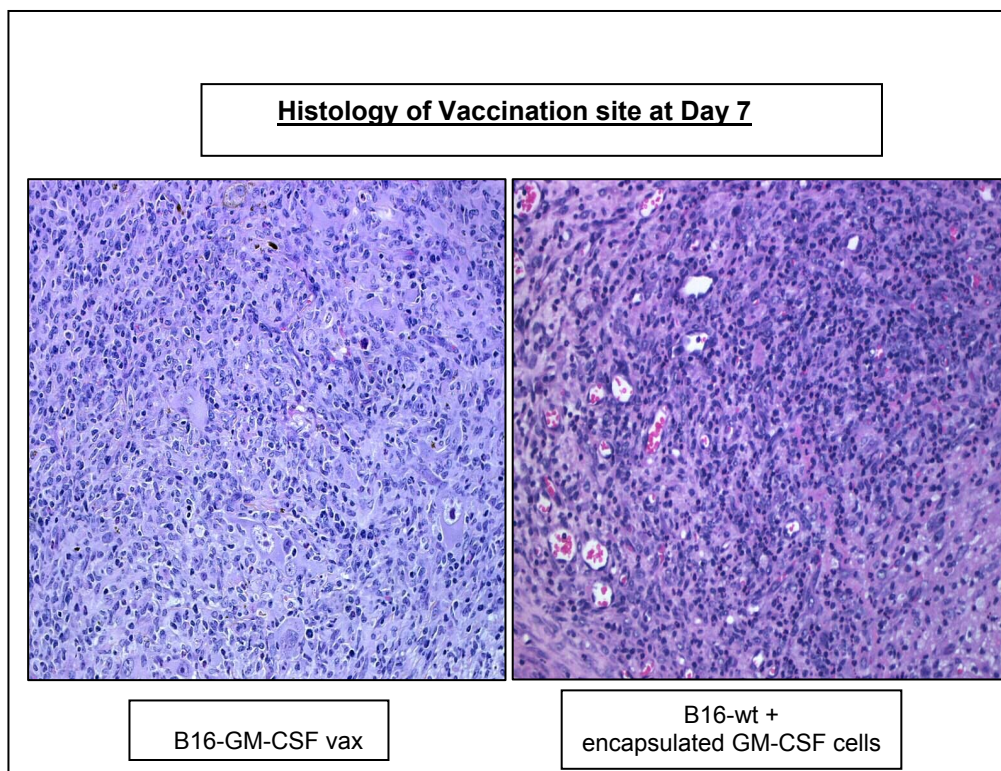 Histology of Vaccination site at Day 7
B16-GM-CSF vax
B16-wt +
encapsulated GM-CSF cells